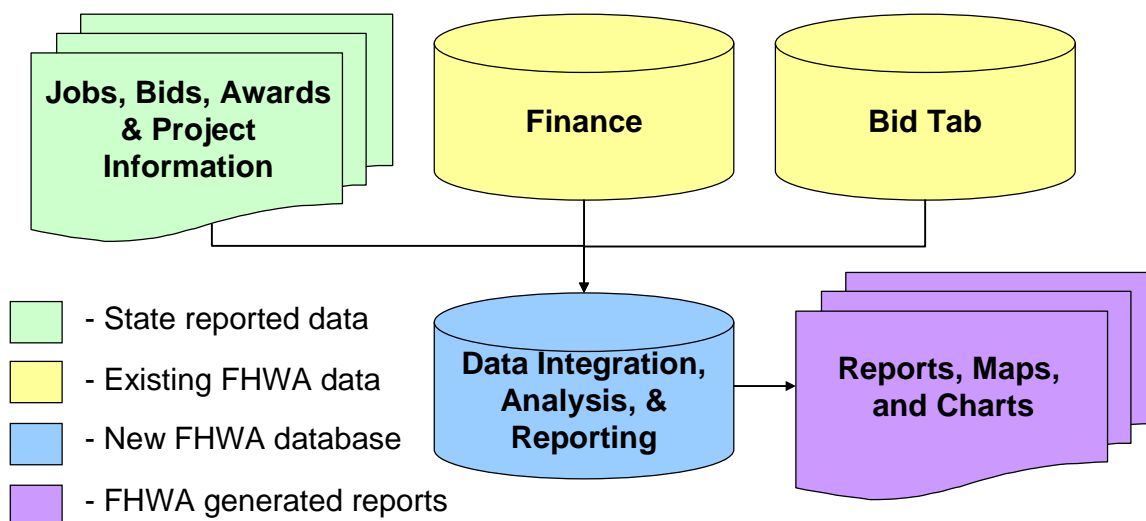 Jobs, Bids, Awards
& Project
Information
Finance
Bid Tab
- State reported data
- Existing FHWA data
- New FHWA database
- FHWA generated reports
Data Integration,
Analysis, &
Reporting
Reports, Maps,
and Charts